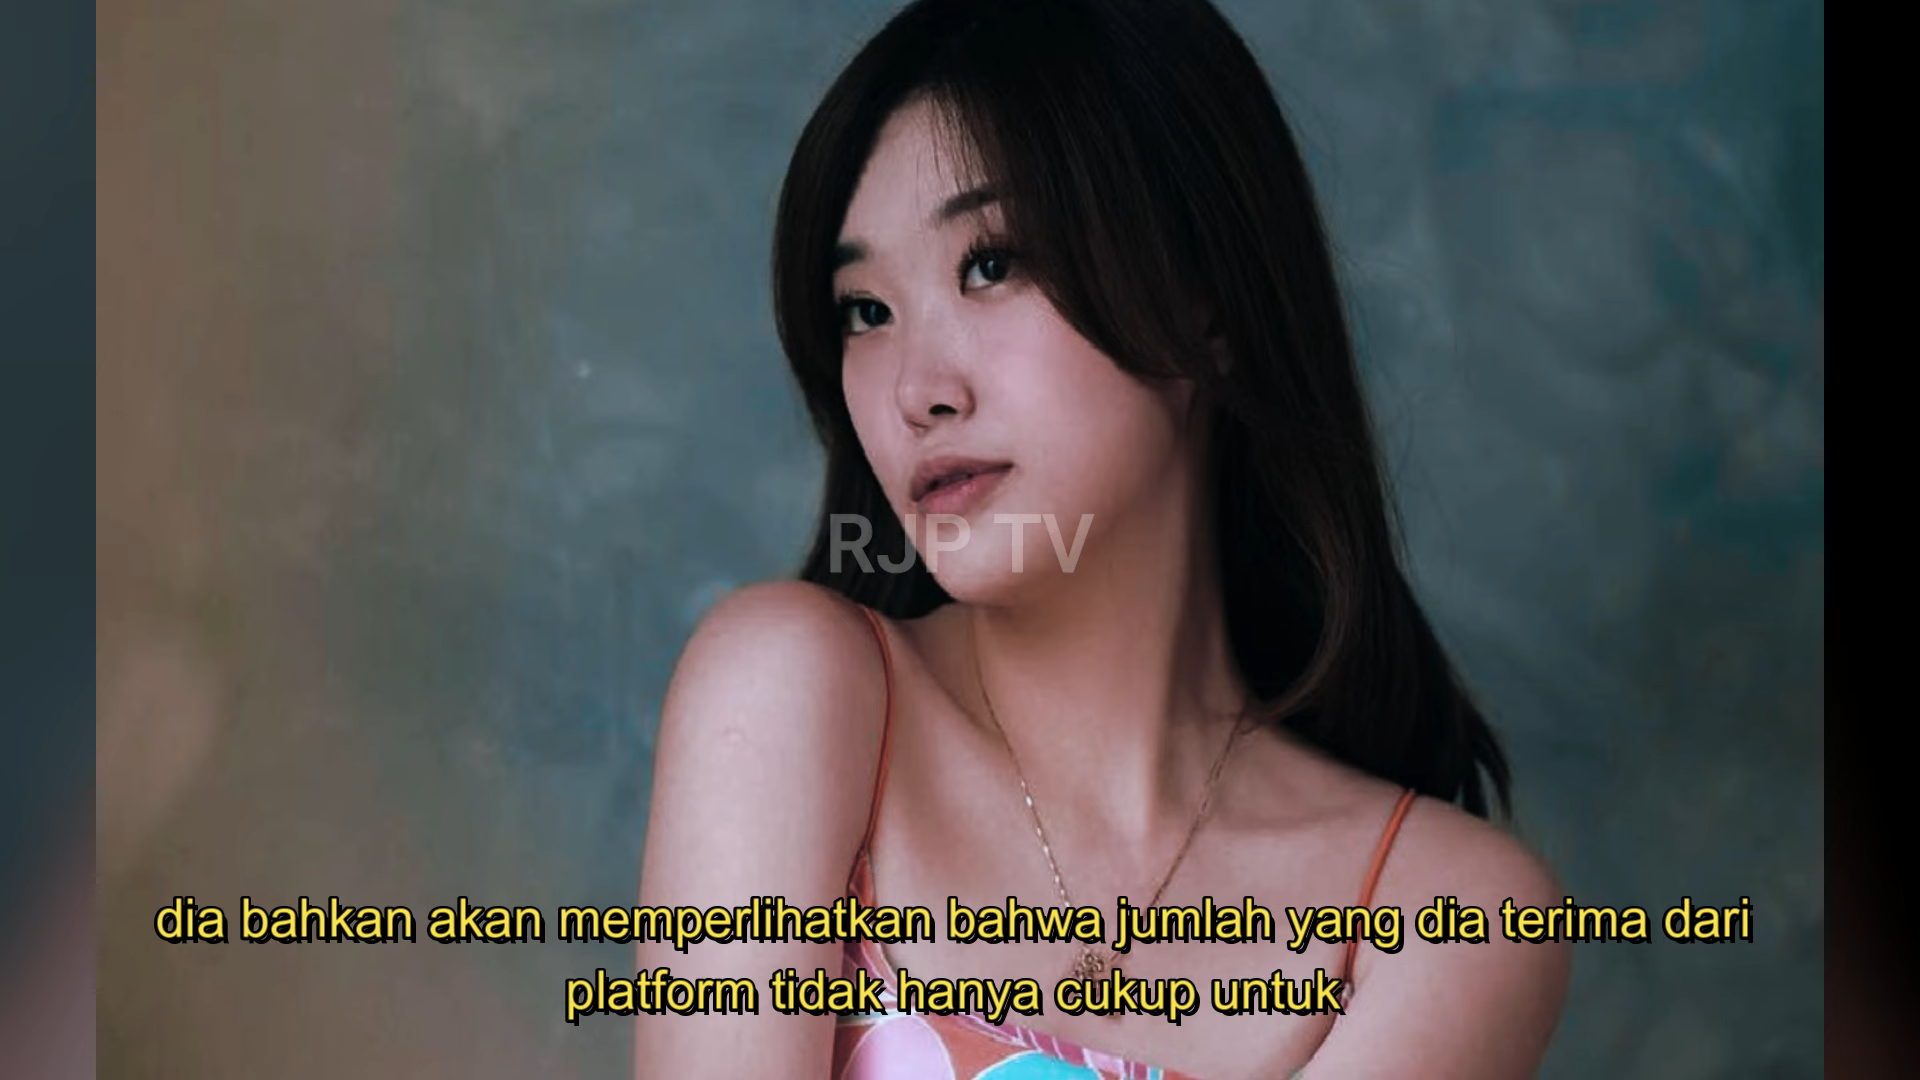 RJP TV
dia bahkan akan memperlihatkan bahwa jumlah yang dia terima dari
platform tidak hanya cukup untuk